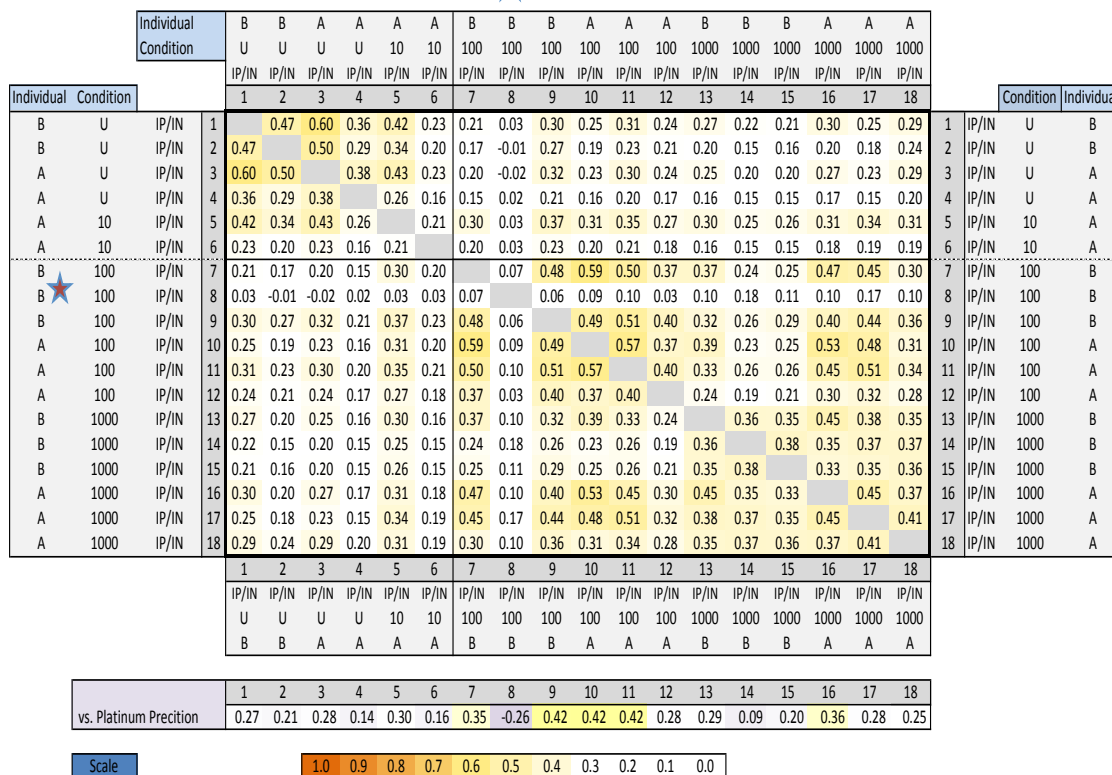 Individual B B A A A A B B B A A A B B B A A A
Condition U U U U 10 10 100 100 100 100 100 100 1000 1000 1000 1000 1000 1000
IP/IN IP/IN IP/IN IP/IN IP/IN IP/IN IP/IN IP/IN IP/IN IP/IN IP/IN IP/IN IP/IN IP/IN IP/IN IP/IN IP/IN IP/IN
Individual Condition 1 2 3 4 5 6 7 8 9 10 11 12 13 14 15 16 17 18 Condition Individua
B U IP/IN 1 0.47 0.60 0.36 0.42 0.23 0.21 0.03 0.30 0.25 0.31 0.24 0.27 0.22 0.21 0.30 0.25 0.29 1 IP/IN U B
B U IP/IN 2 0.47 0.50 0.29 0.34 0.20 0.17 -0.01 0.27 0.19 0.23 0.21 0.20 0.15 0.16 0.20 0.18 0.24 2 IP/IN U B
A U IP/IN 3 0.60 0.50 0.38 0.43 0.23 0.20 -0.02 0.32 0.23 0.30 0.24 0.25 0.20 0.20 0.27 0.23 0.29 3 IP/IN U A
A U IP/IN 4 0.36 0.29 0.38 0.26 0.16 0.15 0.02 0.21 0.16 0.20 0.17 0.16 0.15 0.15 0.17 0.15 0.20 4 IP/IN U A
A 10 IP/IN 5 0.42 0.34 0.43 0.26 0.21 0.30 0.03 0.37 0.31 0.35 0.27 0.30 0.25 0.26 0.31 0.34 0.31 5 IP/IN 10 A
A 10 IP/IN 6 0.23 0.20 0.23 0.16 0.21 0.20 0.03 0.23 0.20 0.21 0.18 0.16 0.15 0.15 0.18 0.19 0.19 6 IP/IN 10 A
B 100 IP/IN 7 0.21 0.17 0.20 0.15 0.30 0.20 0.07 0.48 0.59 0.50 0.37 0.37 0.24 0.25 0.47 0.45 0.30 7 IP/IN 100 B
B 100 IP/IN 8 0.03 -0.01 -0.02 0.02 0.03 0.03 0.07 0.06 0.09 0.10 0.03 0.10 0.18 0.11 0.10 0.17 0.10 8 IP/IN 100 B
B 100 IP/IN 9 0.30 0.27 0.32 0.21 0.37 0.23 0.48 0.06 0.49 0.51 0.40 0.32 0.26 0.29 0.40 0.44 0.36 9 IP/IN 100 B
A 100 IP/IN 10 0.25 0.19 0.23 0.16 0.31 0.20 0.59 0.09 0.49 0.57 0.37 0.39 0.23 0.25 0.53 0.48 0.31 10 IP/IN 100 A
A 100 IP/IN 11 0.31 0.23 0.30 0.20 0.35 0.21 0.50 0.10 0.51 0.57 0.40 0.33 0.26 0.26 0.45 0.51 0.34 11 IP/IN 100 A
A 100 IP/IN 12 0.24 0.21 0.24 0.17 0.27 0.18 0.37 0.03 0.40 0.37 0.40 0.24 0.19 0.21 0.30 0.32 0.28 12 IP/IN 100 A
B 1000 IP/IN 13 0.27 0.20 0.25 0.16 0.30 0.16 0.37 0.10 0.32 0.39 0.33 0.24 0.36 0.35 0.45 0.38 0.35 13 IP/IN 1000 B
B 1000 IP/IN 14 0.22 0.15 0.20 0.15 0.25 0.15 0.24 0.18 0.26 0.23 0.26 0.19 0.36 0.38 0.35 0.37 0.37 14 IP/IN 1000 B
B 1000 IP/IN 15 0.21 0.16 0.20 0.15 0.26 0.15 0.25 0.11 0.29 0.25 0.26 0.21 0.35 0.38 0.33 0.35 0.36 15 IP/IN 1000 B
A 1000 IP/IN 16 0.30 0.20 0.27 0.17 0.31 0.18 0.47 0.10 0.40 0.53 0.45 0.30 0.45 0.35 0.33 0.45 0.37 16 IP/IN 1000 A
A 1000 IP/IN 17 0.25 0.18 0.23 0.15 0.34 0.19 0.45 0.17 0.44 0.48 0.51 0.32 0.38 0.37 0.35 0.45 0.41 17 IP/IN 1000 A
A 1000 IP/IN 18 0.29 0.24 0.29 0.20 0.31 0.19 0.30 0.10 0.36 0.31 0.34 0.28 0.35 0.37 0.36 0.37 0.41 18 IP/IN 1000 A
1 2 3 4 5 6 7 8 9 10 11 12 13 14 15 16 17 18
IP/IN IP/IN IP/IN IP/IN IP/IN IP/IN IP/IN IP/IN IP/IN IP/IN IP/IN IP/IN IP/IN IP/IN IP/IN IP/IN IP/IN IP/IN
U U U U 10 10 100 100 100 100 100 100 1000 1000 1000 1000 1000 1000
B B A A A A B B B A A A B B B A A A
1 2 3 4 5 6 7 8 9 10 11 12 13 14 15 16 17 18
vs. Platinum Precition 0.27 0.21 0.28 0.14 0.30 0.16 0.35 -0.26 0.42 0.42 0.42 0.28 0.29 0.09 0.20 0.36 0.28 0.25
Scale 1.0 0.9 0.8 0.7 0.6 0.5 0.4 0.3 0.2 0.1 0.0